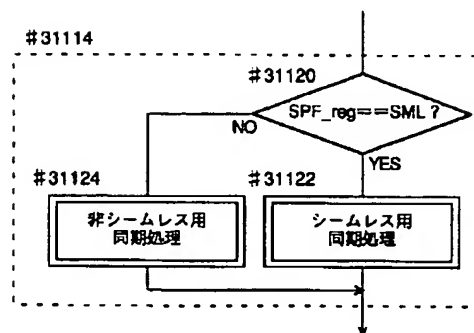 #31114
#31120
SPF_reg==SML ?
NO
YES
#31124
#31122
非シームレス用
同期処理
シームレス用
同期処理